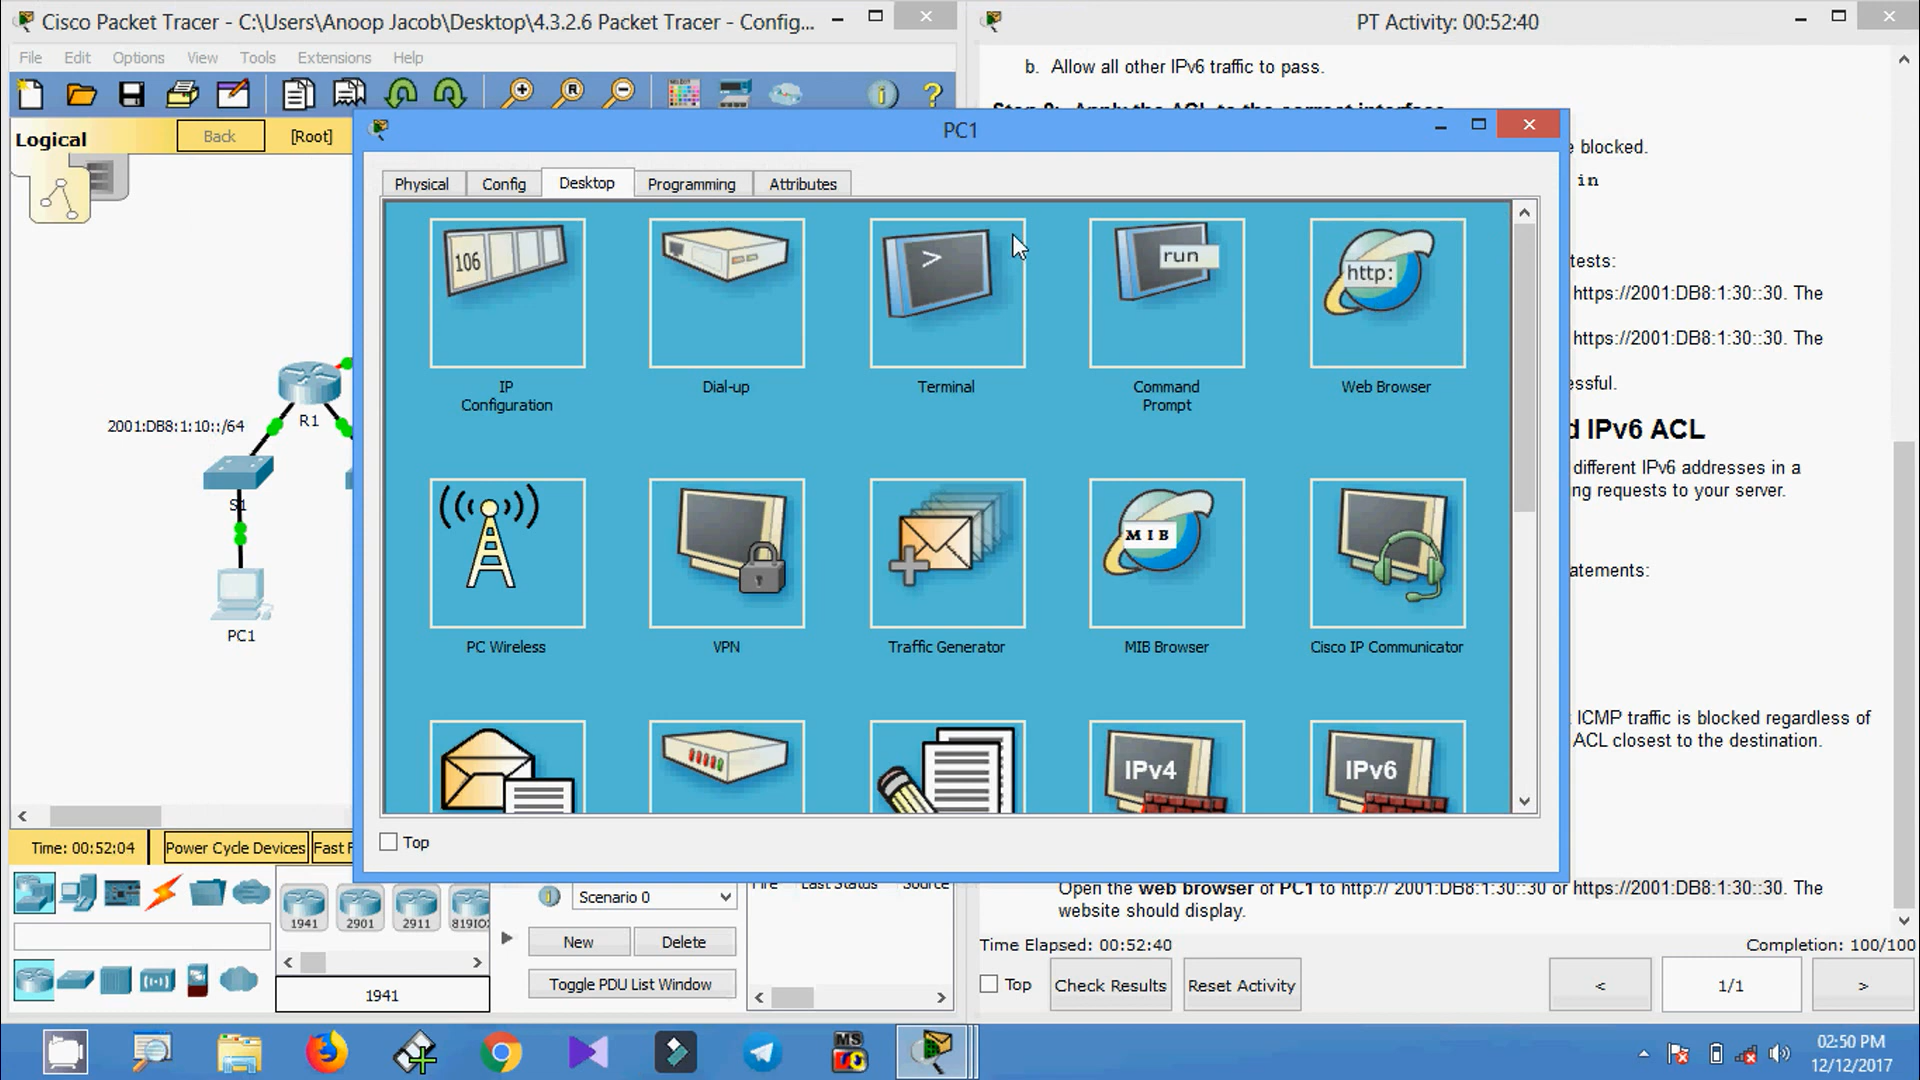 Cisco Packet Tracer - C:\Users\Anoop Jacob\Desktop\4.3.2.6 Packet Tracer - Config...
PT Activity: 00:52:40
File Edit Options View Tools Extensions Help
b. Allow all other IPv6 traffic to pass.
Logical
Back
[Root]
PC1
e blocked.
in
Physical Config Desktop Programming Attributes
tests:
https://2001:DB8:1:30::30. The
https://2001:DB8:1:30::30. The
essful.
d IPv6 ACL
different IPv6 addresses in a
ng requests to your server.
atements:
ICMP traffic is blocked regardless of
ACL closest to the destination.
106
>
run
http:
IP
Configuration
Dial-up
Terminal
Command
Prompt
Web Browser
MIB
PC Wireless
VPN
Traffic Generator
MIB Browser
Cisco IP Communicator
IPv4
IPv6
Top
R1
2001:DB8:1:10::/64
S1
PC1
Time: 00:52:04
Power Cycle Devices
Fast F
1941
2901
2911
819IO
1941
Scenario 0
New
Delete
Toggle PDU List Window
Fire Last Status Source
Open the web browser of PC1 to http:// 2001:DB8:1:30::30 or https://2001:DB8:1:30::30. The
website should display.
Time Elapsed: 00:52:40
Completion: 100/100
Top
Check Results
Reset Activity
<
1/1
>
MS
02:50 PM
12/12/2017